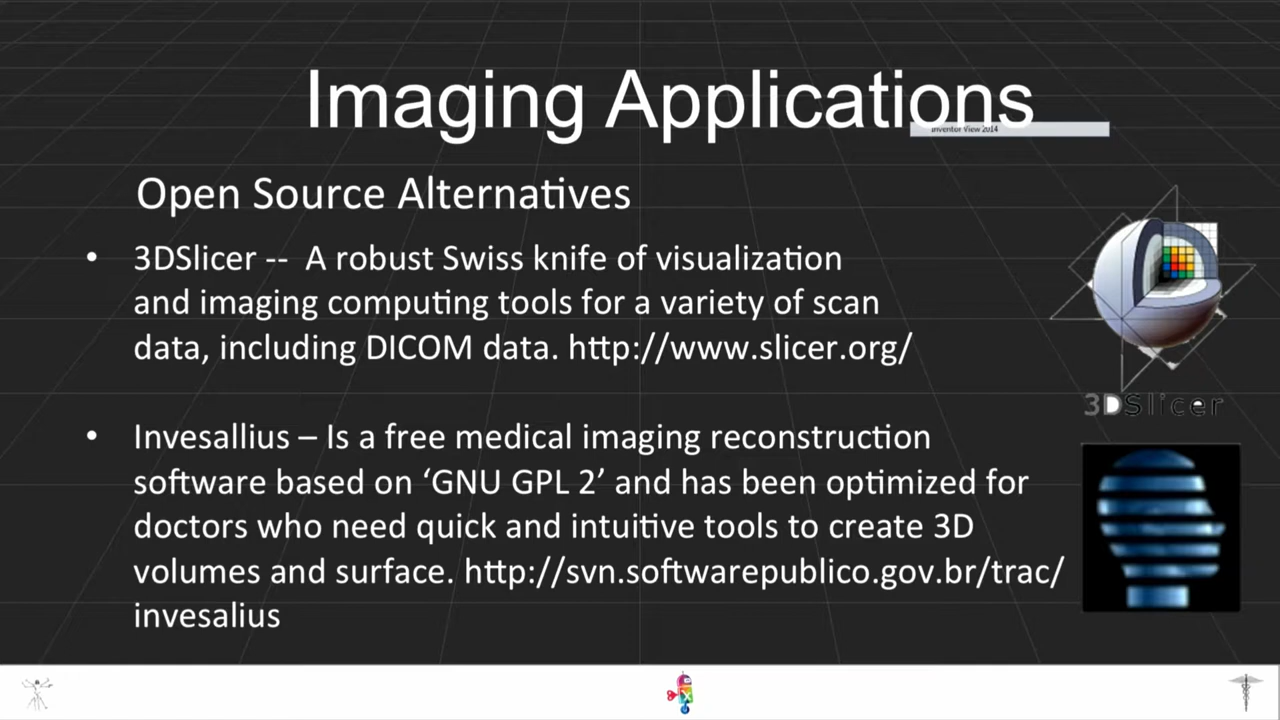 Imaging Applications
Inventor View 2014
Open Source Alternatives
• 3DSlicer -- A robust Swiss knife of visualization
and imaging computing tools for a variety of scan
data, including DICOM data. http://www.slicer.org/
3DSlicer
• Invesallius – Is a free medical imaging reconstruction
software based on ‘GNU GPL 2’ and has been optimized for
doctors who need quick and intuitive tools to create 3D
volumes and surface. http://svn.softwarepublico.gov.br/trac/
invesalius